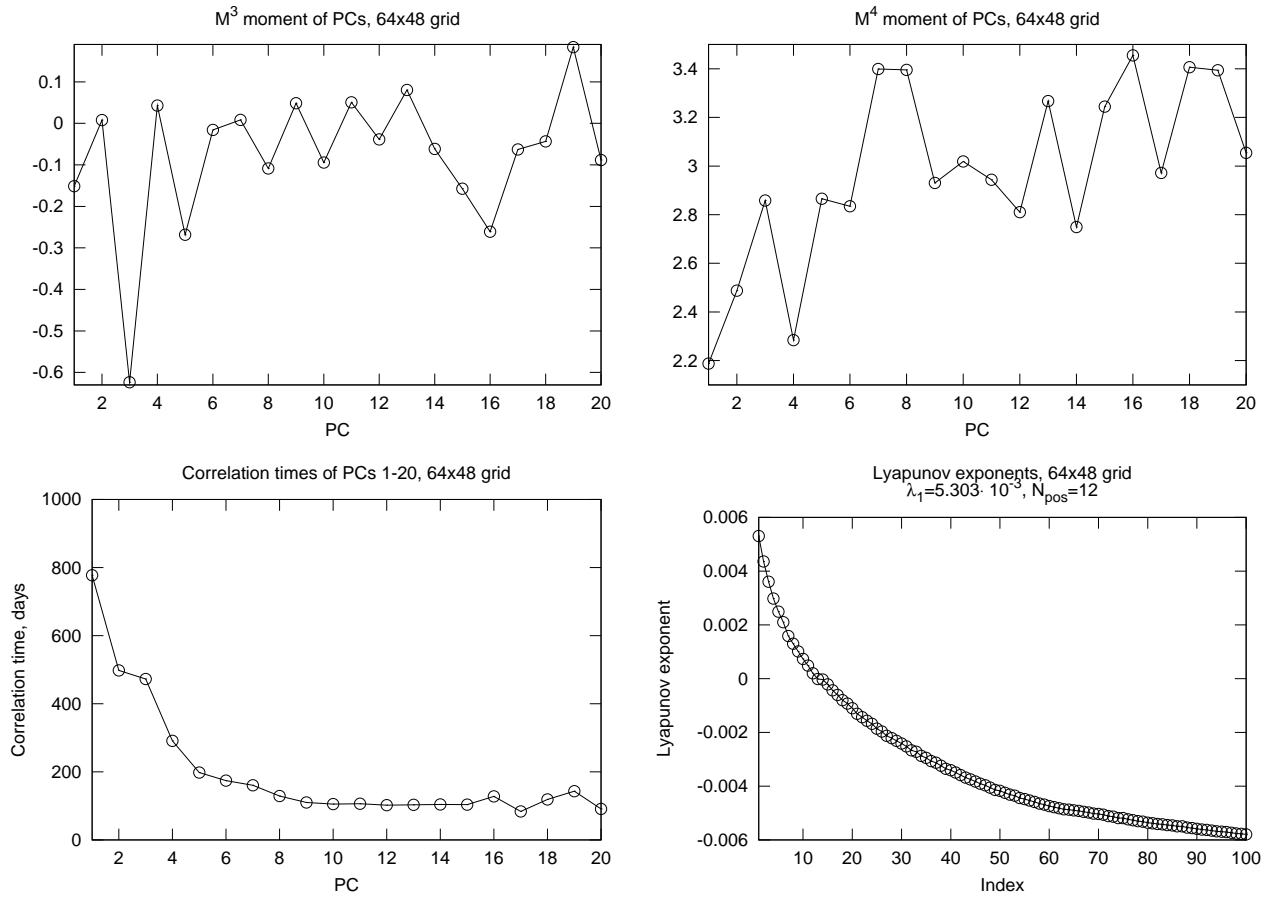 M³ moment of PCs, 64x48 grid
0.1
0
-0.1
-0.2
-0.3
-0.4
-0.5
-0.6
2 4 6 8 10 12 14 16 18 20
PC
M⁴ moment of PCs, 64x48 grid
3.4
3.2
3
2.8
2.6
2.4
2.2
2 4 6 8 10 12 14 16 18 20
PC
Correlation times of PCs 1-20, 64x48 grid
1000
800
600
400
200
0
Correlation time, days
2 4 6 8 10 12 14 16 18 20
PC
Lyapunov exponents, 64x48 grid
λ₁=5.303· 10⁻³, Npos=12
0.006
0.004
0.002
0
-0.002
-0.004
-0.006
Lyapunov exponent
10 20 30 40 50 60 70 80 90 100
Index